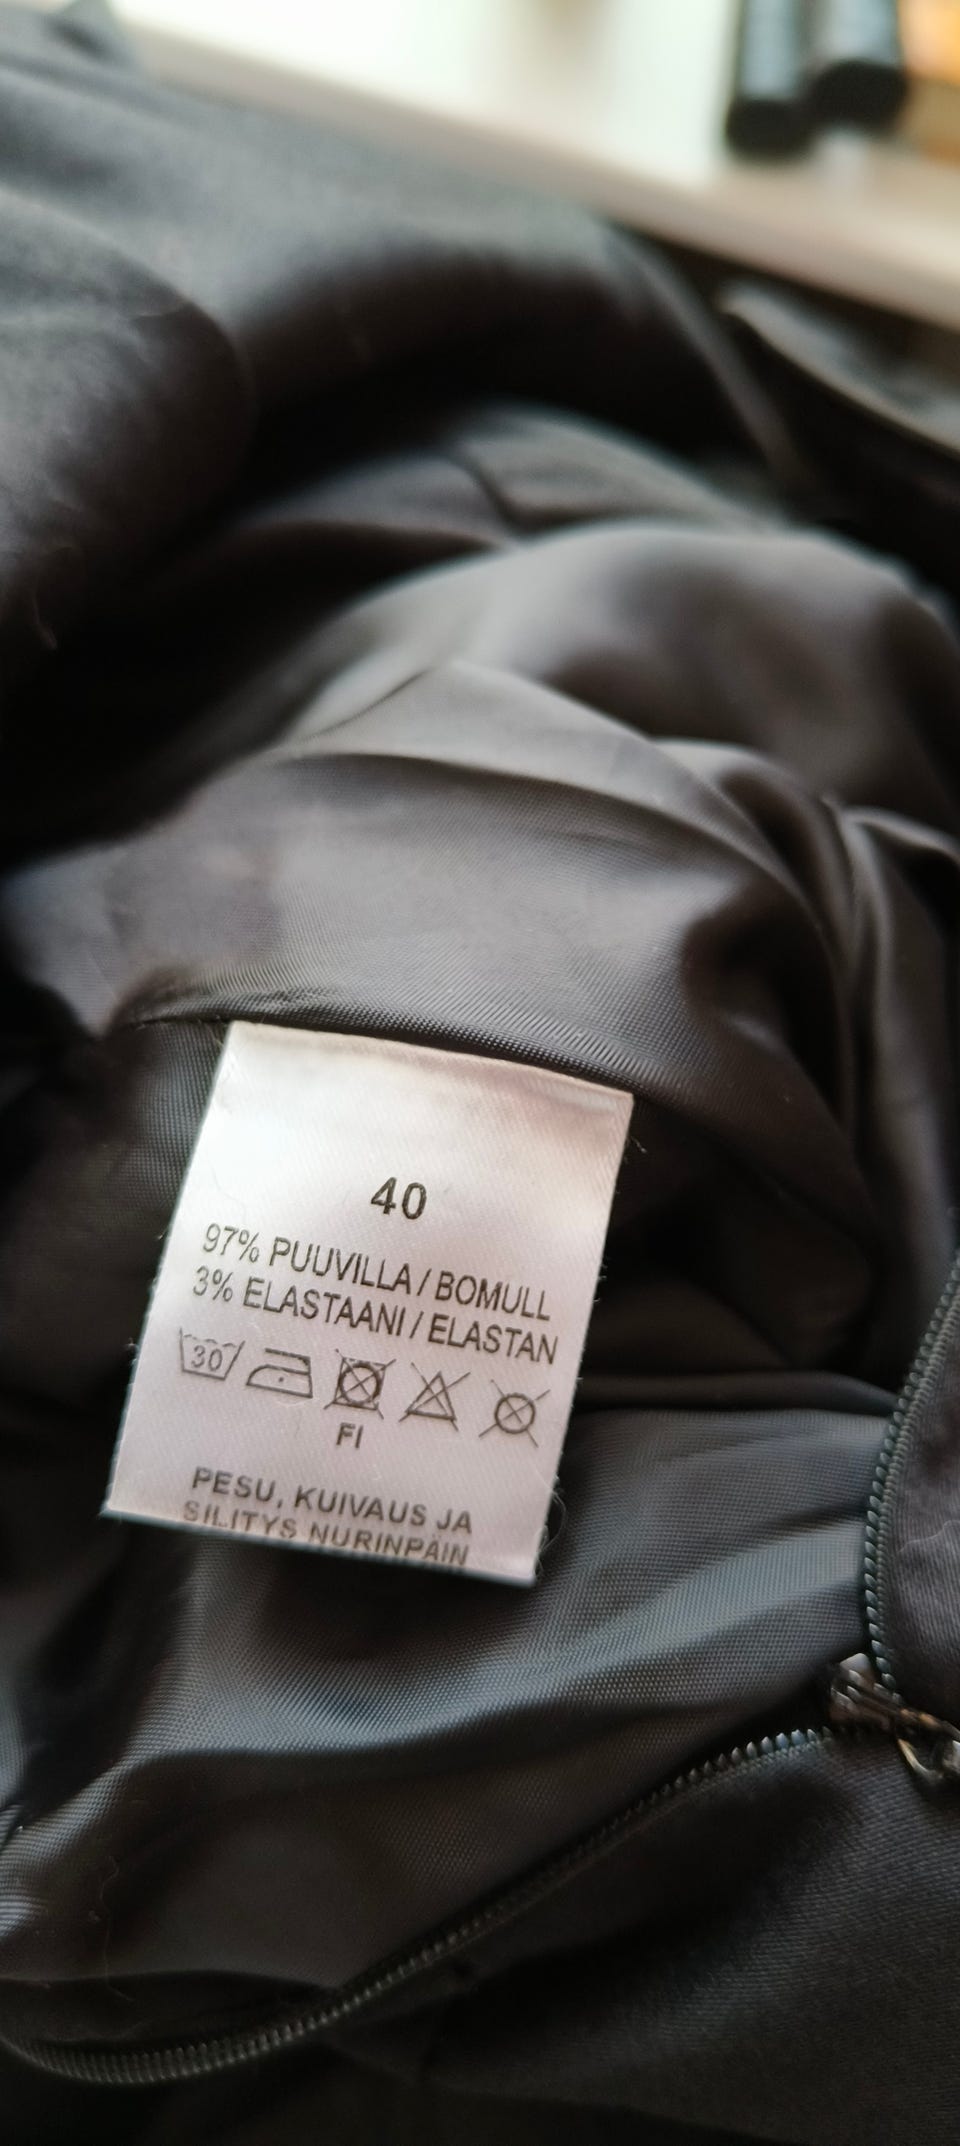 40
97% PUUVILLA / BOMULL
3% ELASTAANI / ELASTAN
30
FI
PESU, KUIVAUS JA
SILITYS NURINPÄIN